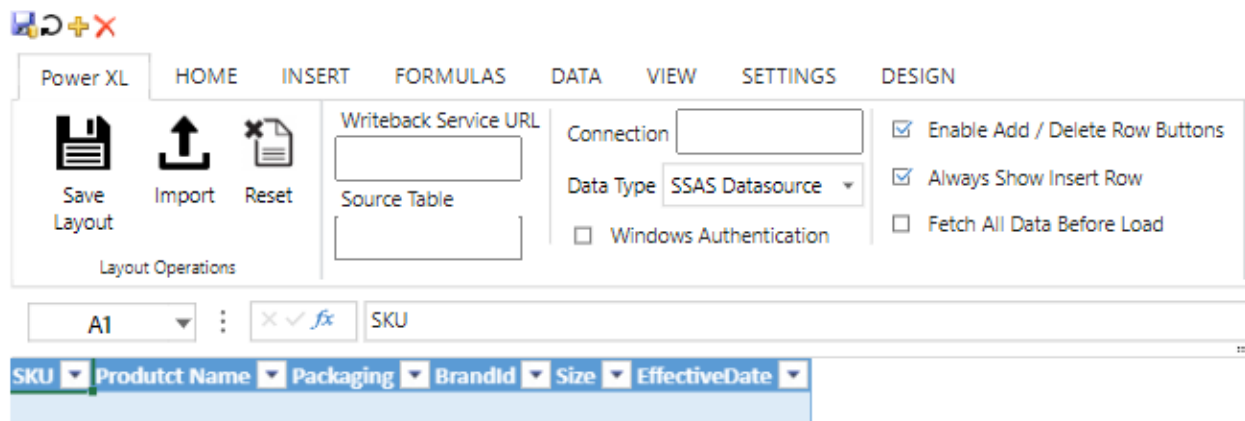 Power XL HOME INSERT FORMULAS DATA VIEW SETTINGS DESIGN
Save Layout
Import
Reset
Layout Operations
Writeback Service URL
Source Table
Connection
Data Type SSAS Datasource
Windows Authentication
Enable Add / Delete Row Buttons
Always Show Insert Row
Fetch All Data Before Load
A1 fx SKU
SKU Produtct Name Packaging BrandId Size EffectiveDate